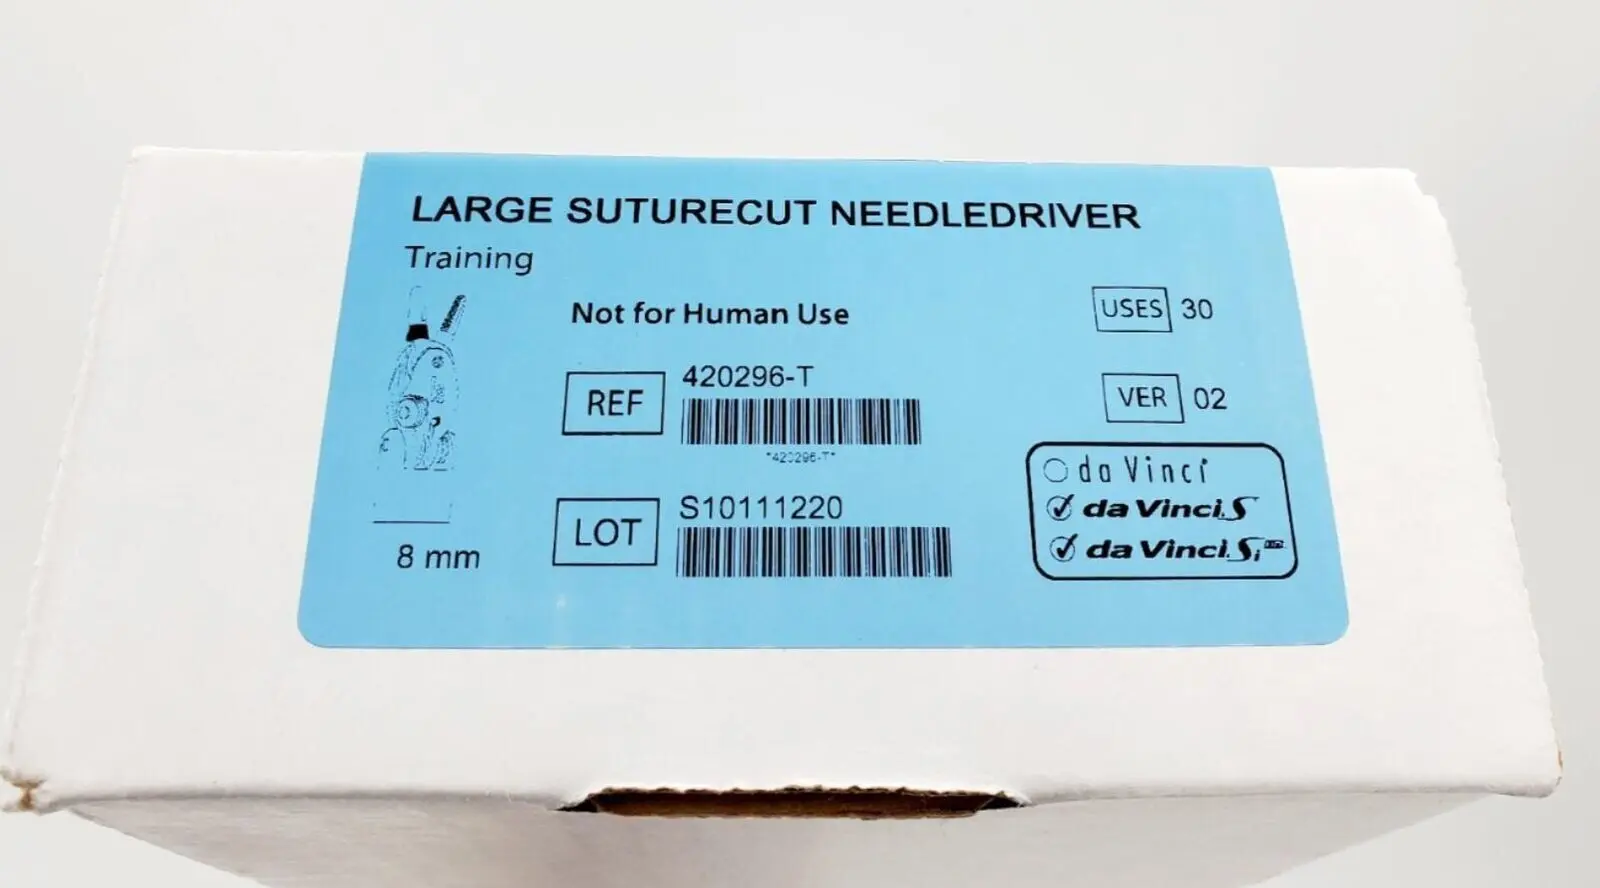 LARGE SUTURECUT NEEDLEDRIVER
Training
Not for Human Use
USES 30
REF 420296-T
*420296-T*
VER 02
LOT S10111220
da Vinci
da Vinci S
da Vinci Si
8 mm